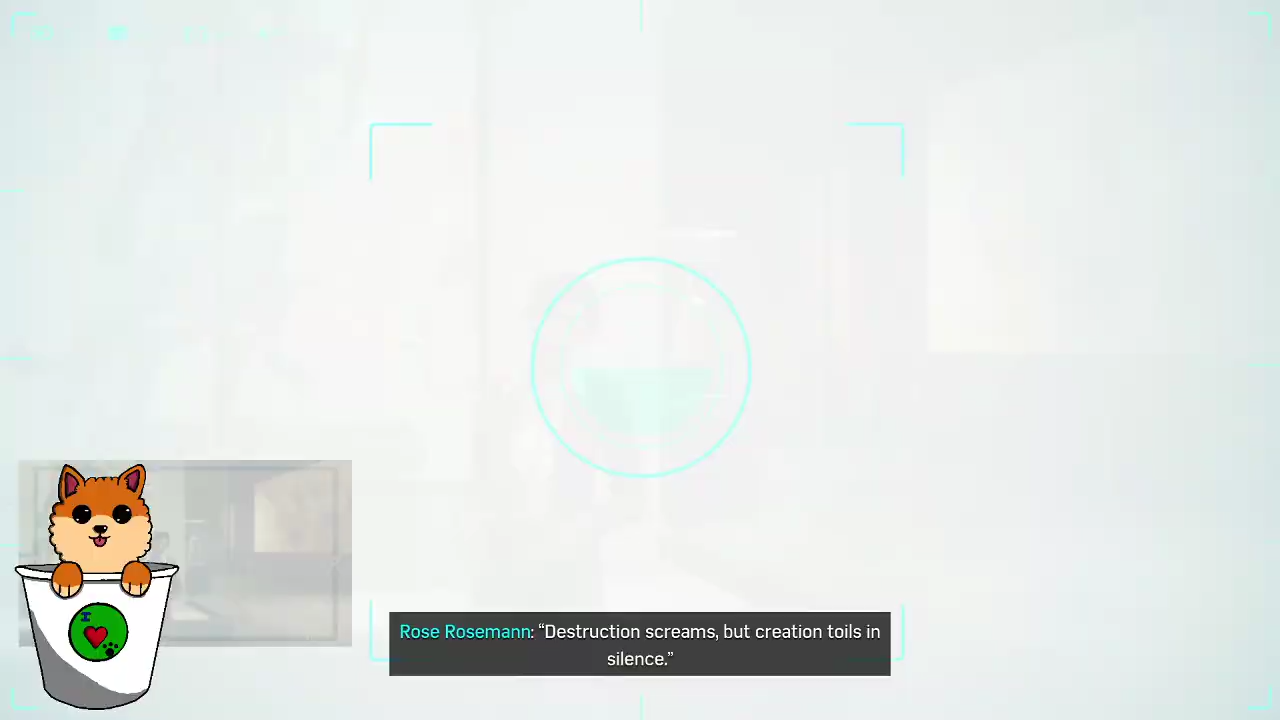 Rose Rosemann: “Destruction screams, but creation toils in
silence.”
I